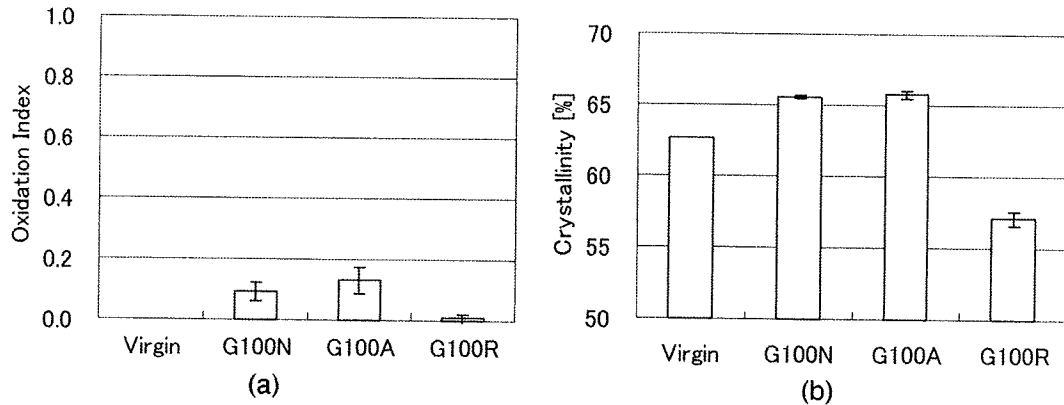 1.0
0.8
0.6
0.4
0.2
0.0
Oxidation Index
Virgin G100N G100A G100R
(a)
70
65
60
55
50
Crystallinity [%]
Virgin G100N G100A G100R
(b)